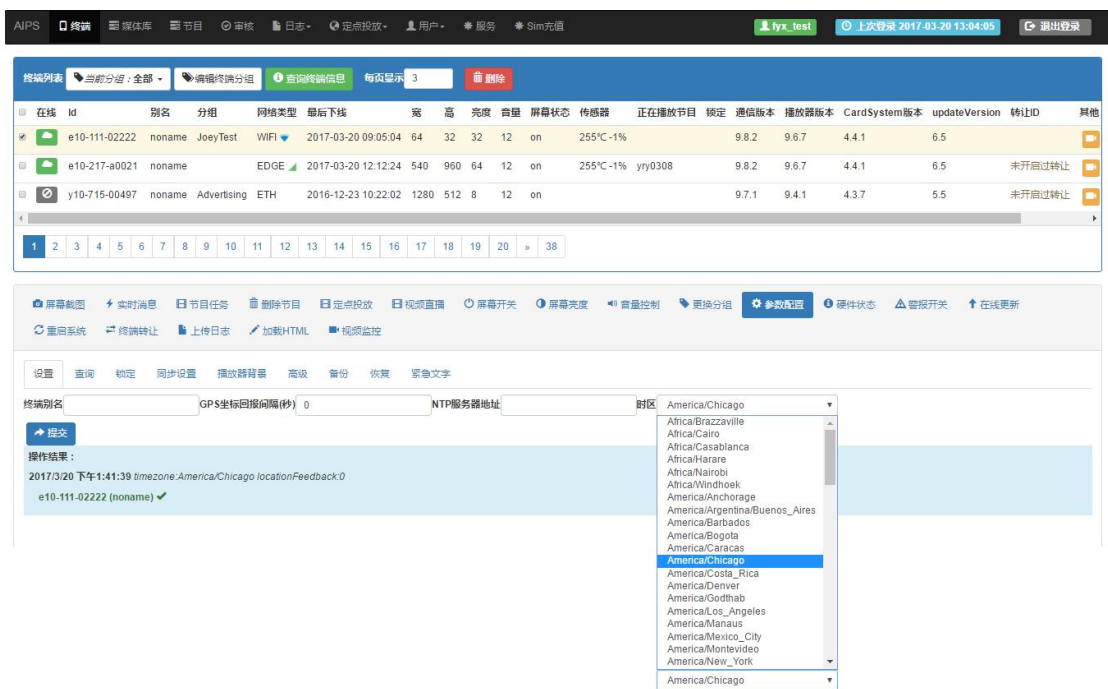 AIPS 终端 媒体库 节目 审核 日志 定点投放 用户 服务 Sim充值 fyx_test 上次登录 2017-03-20 13:04:05 退出登录
终端列表 当前分组：全部 编辑终端分组 查询终端信息 每页显示 3 删除
在线 Id 别名 分组 网络类型 最后下线 宽 高 亮度 音量 屏幕状态 传感器 正在播放节目 锁定 通信版本 播放器版本 CardSystem版本 updateVersion 转让ID 其他
e10-111-02222 noname JoeyTest WIFI 2017-03-20 09:05:04 64 32 32 12 on 255℃-1% 9.8.2 9.6.7 4.4.1 6.5
e10-217-a0021 noname EDGE 2017-03-20 12:12:24 540 960 64 12 on 255℃-1% yry0308 9.8.2 9.6.7 4.4.1 6.5 未开启过转让
y10-715-00497 noname Advertising ETH 2016-12-23 10:22:02 1280 512 8 12 on 9.7.1 9.4.1 4.3.7 5.5 未开启过转让
1 2 3 4 5 6 7 8 9 10 11 12 13 14 15 16 17 18 19 20 » 38
屏幕截图 实时消息 节目任务 删除节目 定点投放 视频直播 屏幕开关 屏幕亮度 音量控制 更换分组 参数配置 硬件状态 警报开关 在线更新
重启系统 终端转让 上传日志 加载HTML 视频监控
设置 查询 锁定 同步设置 播放器背景 高级 备份 恢复 紧急文字
终端别名 GPS坐标回报间隔(秒) 0 NTP服务器地址 时区 America/Chicago
提交
操作结果：
2017/3/20 下午1:41:39 timezone:America/Chicago locationFeedback:0
e10-111-02222 (noname)
Africa/Brazzaville
Africa/Cairo
Africa/Casablanca
Africa/Harare
Africa/Nairobi
Africa/Windhoek
America/Anchorage
America/Argentina/Buenos_Aires
America/Barbados
America/Bogota
America/Caracas
America/Chicago
America/Costa_Rica
America/Denver
America/Godthab
America/Los_Angeles
America/Manaus
America/Mexico_City
America/Montevideo
America/New_York
America/Chicago